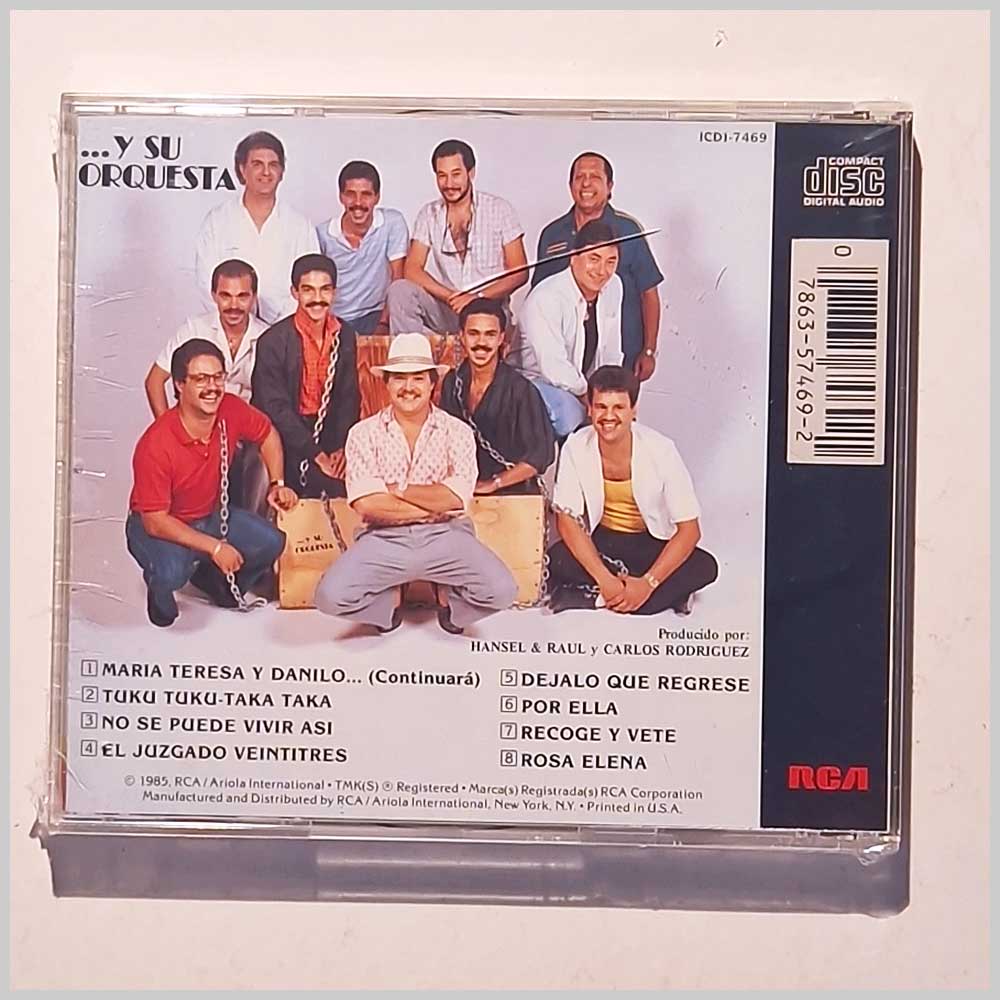 ...Y SU
ORQUESTA
ICD1-7469
COMPACT
disc
DIGITAL AUDIO
0
7863-57469-2
...Y SU
ORQUESTA
Producido por:
HANSEL & RAUL y CARLOS RODRIGUEZ
1 MARIA TERESA Y DANILO... (Continuará)
2 TUKU TUKU-TAKA TAKA
3 NO SE PUEDE VIVIR ASI
4 EL JUZGADO VEINTITRES
5 DEJALO QUE REGRESE
6 POR ELLA
7 RECOGE Y VETE
8 ROSA ELENA
© 1985, RCA/Ariola International • TMK(S) ® Registered • Marca(s) Registrada(s) RCA Corporation
Manufactured and Distributed by RCA/Ariola International, New York, N.Y. • Printed in U.S.A.
RCA